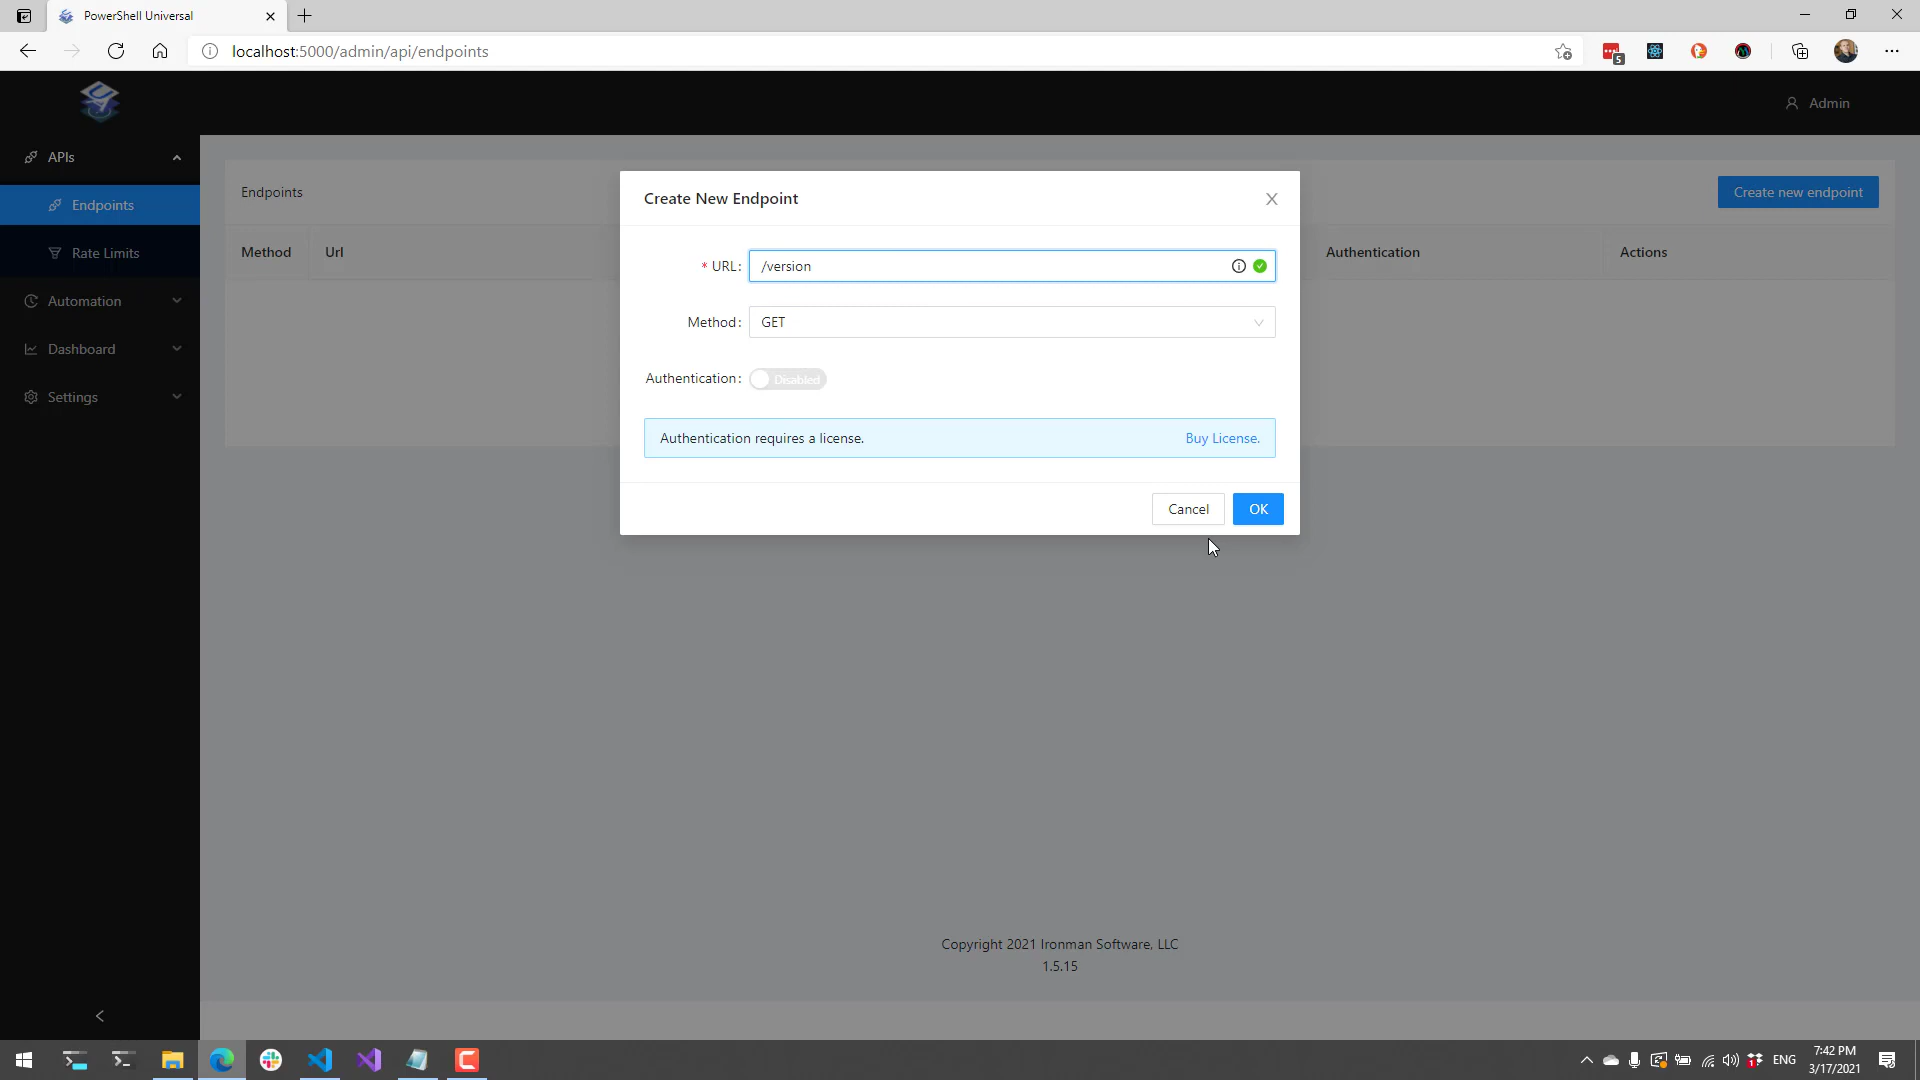 PowerShell Universal
localhost:5000/admin/api/endpoints
5
Admin
APIs
Endpoints
Rate Limits
Automation
Dashboard
Settings
Endpoints
Create new endpoint
Method Url Authentication Actions
Create New Endpoint
* URL: /version
Method: GET
Authentication: Disabled
Authentication requires a license. Buy License.
Cancel OK
Copyright 2021 Ironman Software, LLC
1.5.15
ENG
7:42 PM
3/17/2021